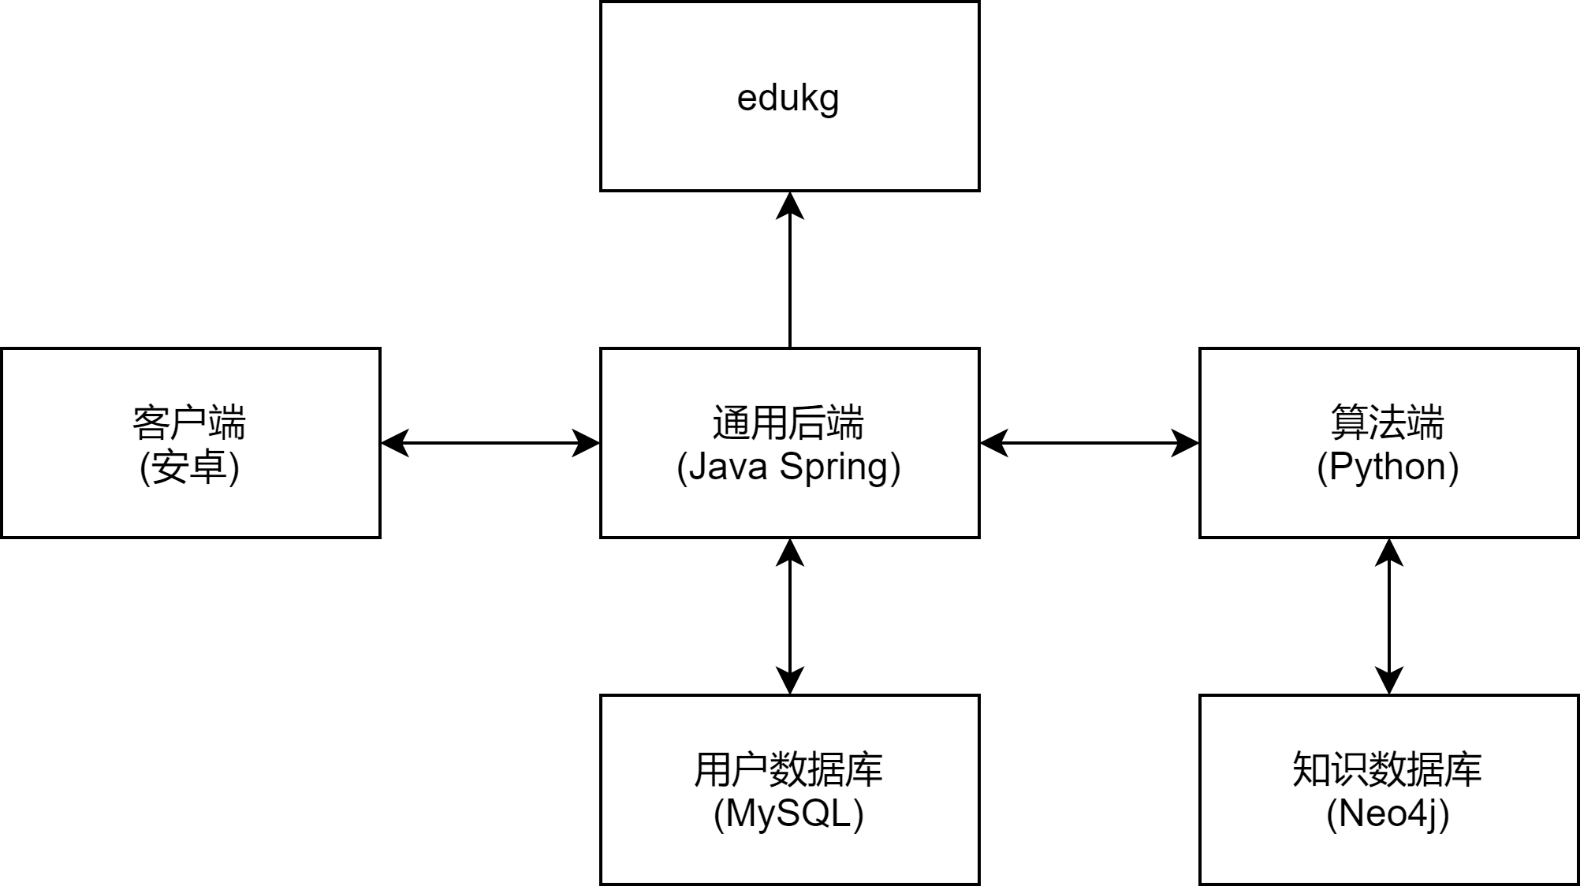 edukg
客户端
(安卓)
通用后端
(Java Spring)
算法端
(Python)
用户数据库
(MySQL)
知识数据库
(Neo4j)